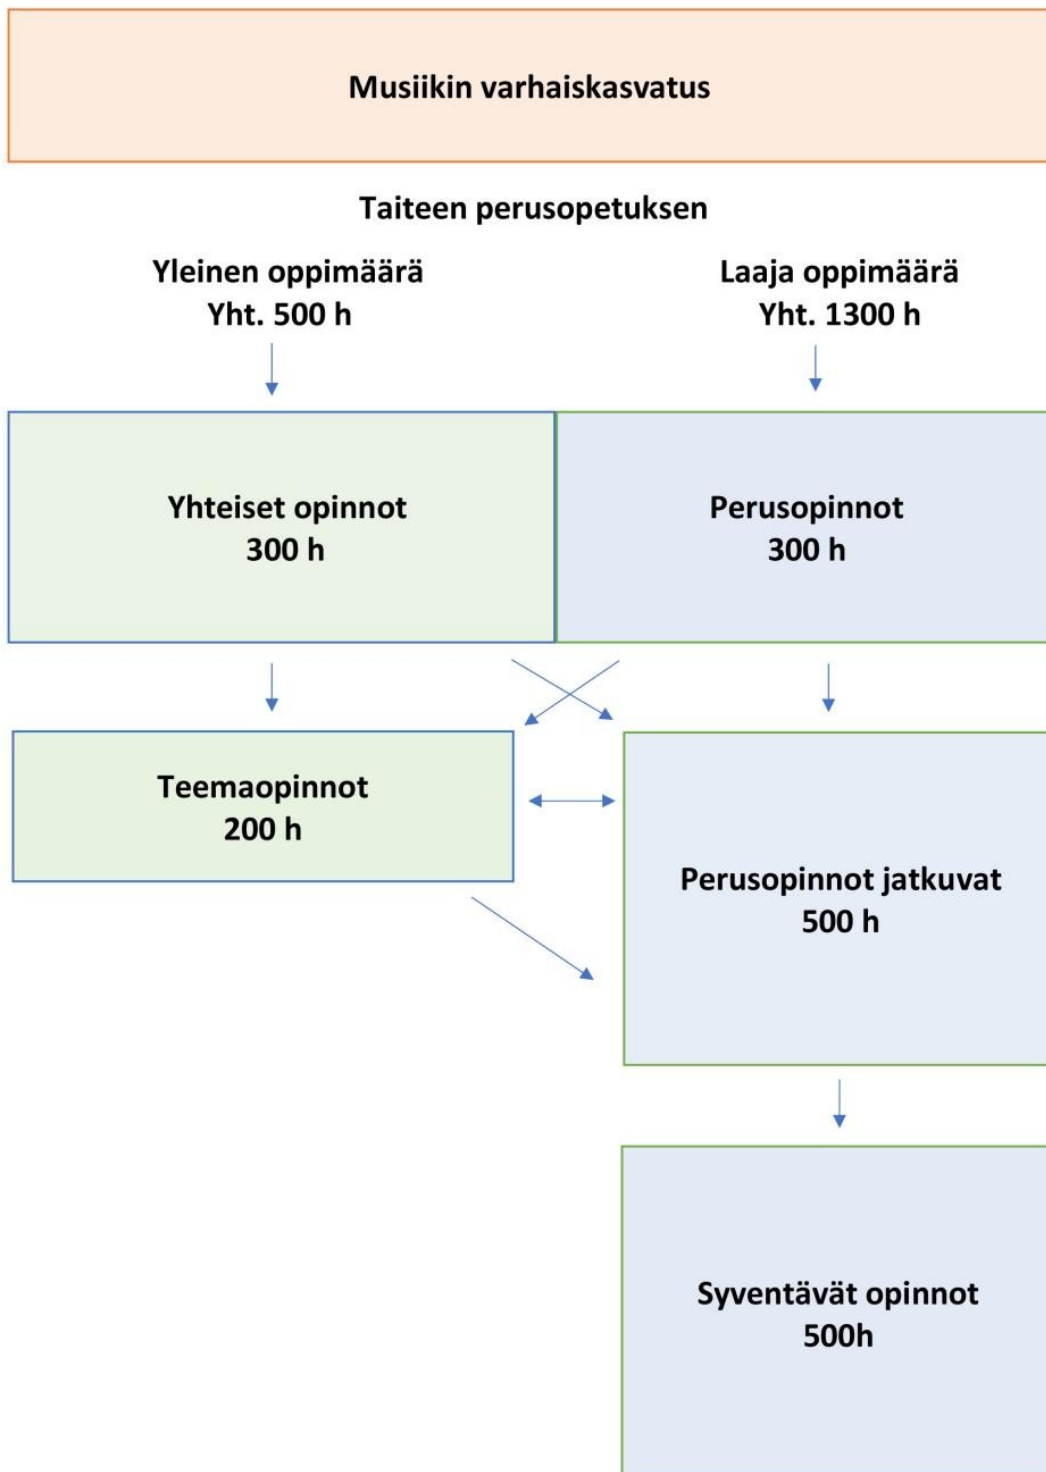 Musiikin varhaiskasvatus
Taiteen perusopetuksen
Yleinen oppimäärä
Yht. 500 h
Laaja oppimäärä
Yht. 1300 h
Yhteiset opinnot
300 h
Perusopinnot
300 h
Teemaopinnot
200 h
Perusopinnot jatkuvat
500 h
Syventävät opinnot
500h